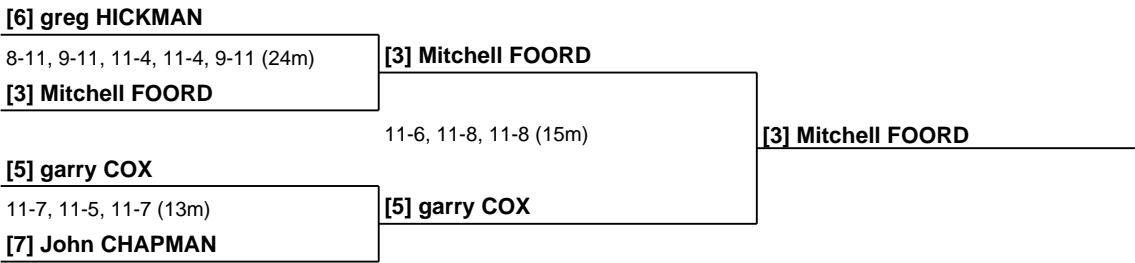 [6] greg HICKMAN
8-11, 9-11, 11-4, 11-4, 9-11 (24m)
[3] Mitchell FOORD
[3] Mitchell FOORD
11-6, 11-8, 11-8 (15m)
[3] Mitchell FOORD
[5] garry COX
11-7, 11-5, 11-7 (13m)
[5] garry COX
[7] John CHAPMAN